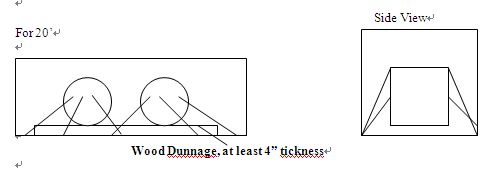 Side View
For 20’
Wood Dunnage, at least 4” tickness